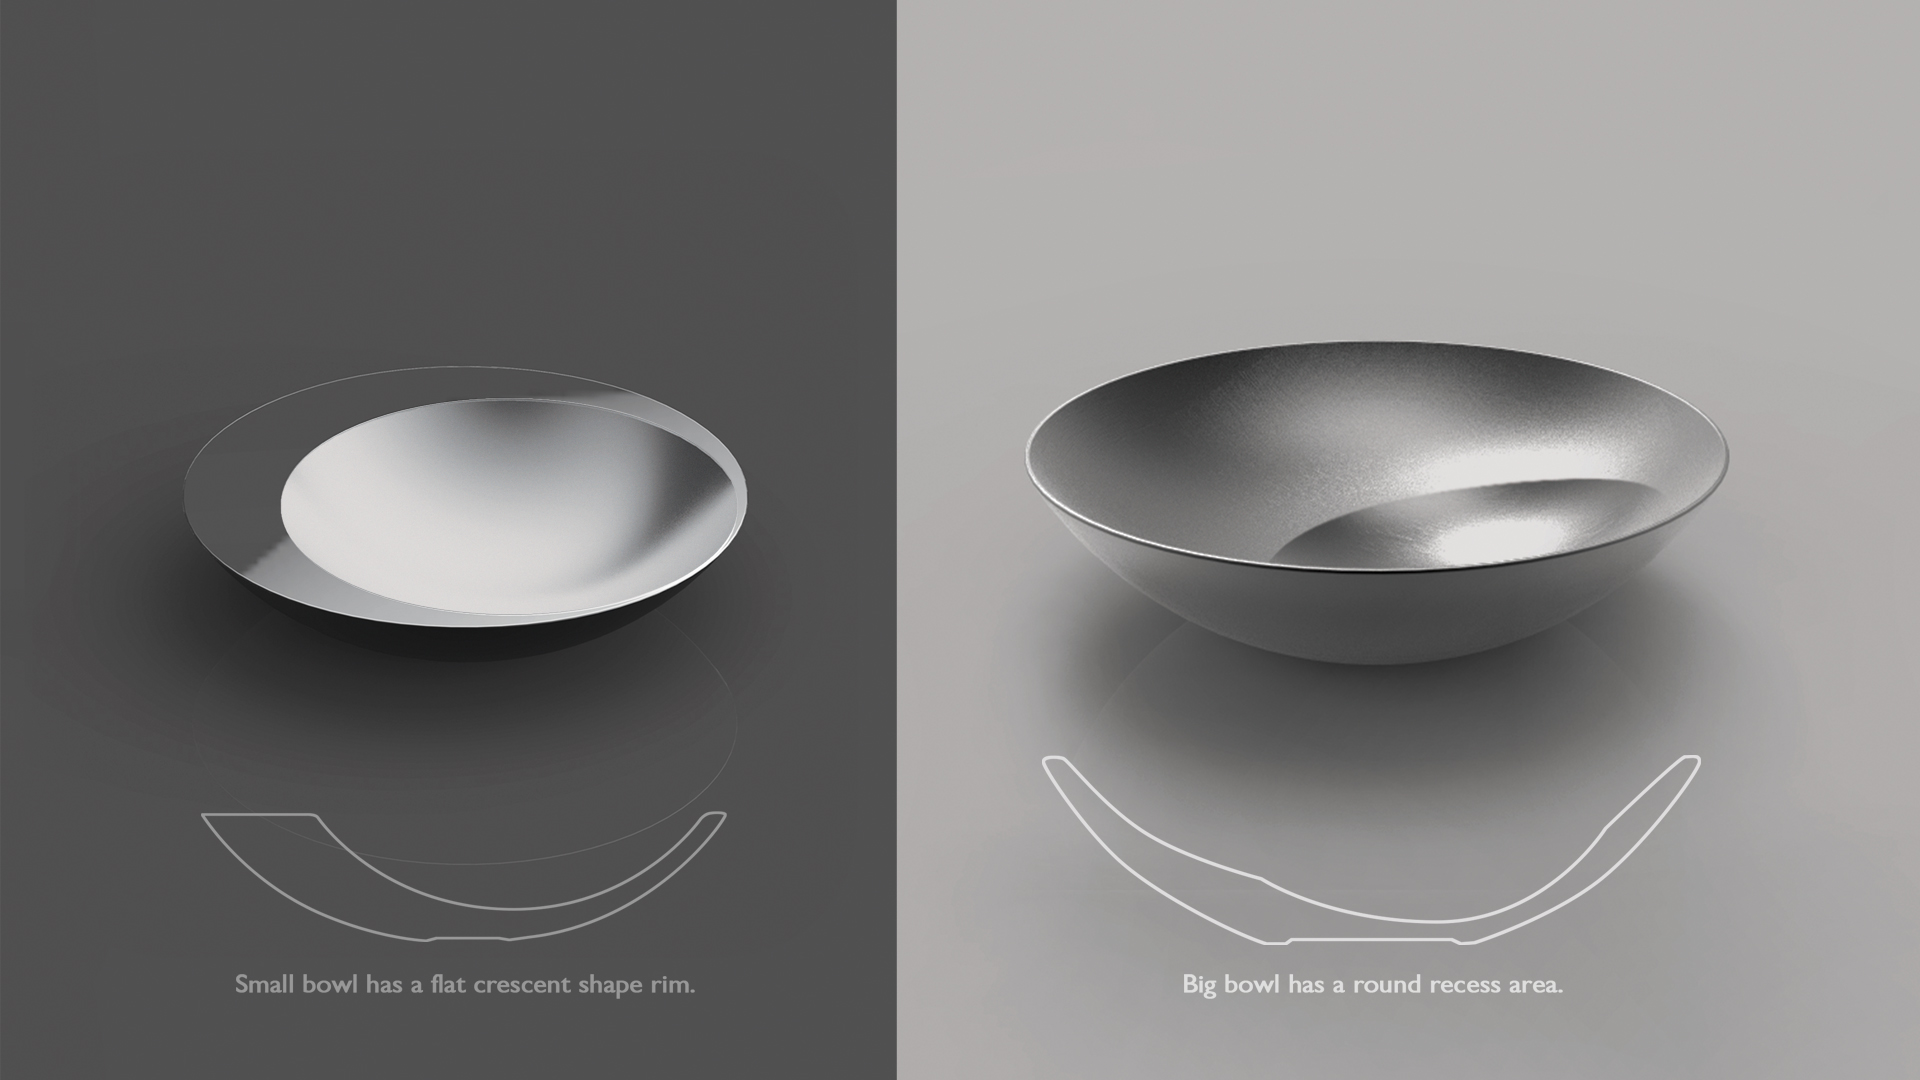 Small bowl has a flat crescent shape rim.
Big bowl has a round recess area.